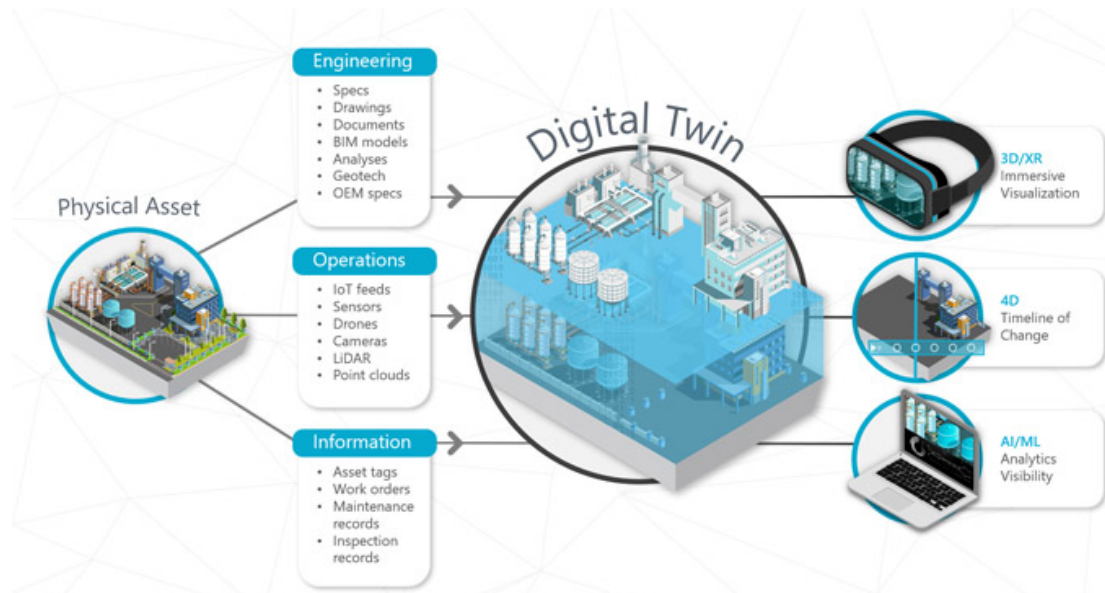 Physical Asset
Engineering
• Specs
• Drawings
• Documents
• BIM models
• Analyses
• Geotech
• OEM specs
Operations
• IoT feeds
• Sensors
• Drones
• Cameras
• LiDAR
• Point clouds
Information
• Asset tags
• Work orders
• Maintenance
records
• Inspection
records
Digital Twin
3D/XR
Immersive
Visualization
4D
Timeline of
Change
AI/ML
Analytics
Visibility